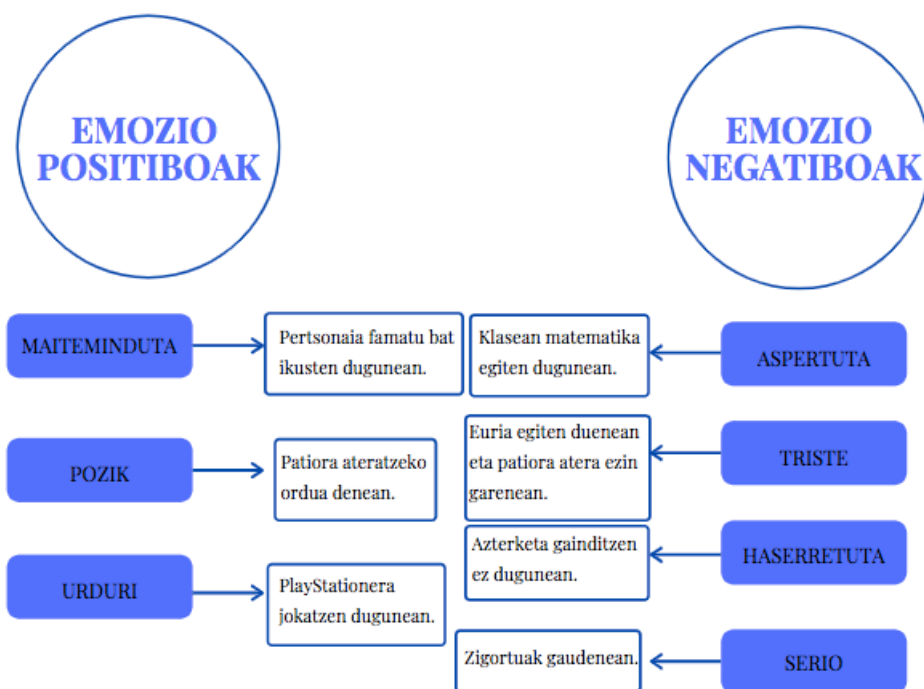 EMOZIO
POSITIBOAK
EMOZIO
NEGATIBOAK
MAITEMINDUTA
Pertsonaia famatu bat
ikusten dugunean.
Klasean matematika
egiten dugunean.
ASPERTUTA
POZIK
Patiora ateratzeko
ordua denean.
Euria egiten duenean
eta patiora atera ezin
garenean.
TRISTE
URDURI
PlayStationera
jokatzen dugunean.
Azterketa gainditzen
ez dugunean.
HASERRETUTA
Zigortuak gaudenean.
SERIO